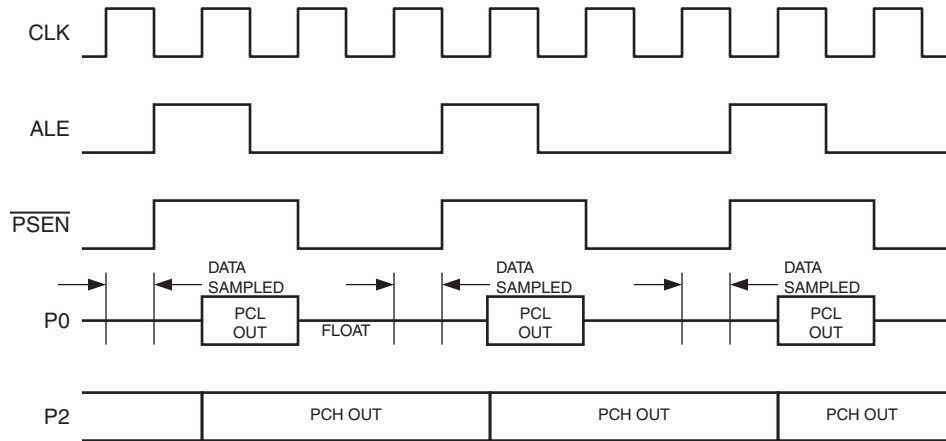 CLK
ALE
PSEN
DATA
SAMPLED
DATA
SAMPLED
DATA
SAMPLED
P0
PCL
OUT
FLOAT
PCL
OUT
PCL
OUT
P2
PCH OUT
PCH OUT
PCH OUT